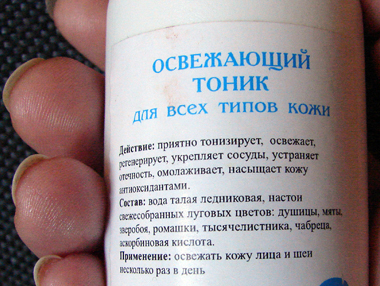 ОСВЕЖАЮЩИЙ
ТОНИК
для всех типов кожи
Действие: приятно тонизирует, освежает,
регенерирует, укрепляет сосуды, устраняет
отечность, омолаживает, насыщает кожу
антиоксидантами.
Состав: вода талая ледниковая, настои
свежесобранных луговых цветов: душицы, мяты,
зверобоя, ромашки, тысячелистника, чабреца,
аскорбиновая кислота.
Применение: освежать кожу лица и шеи
несколько раз в день